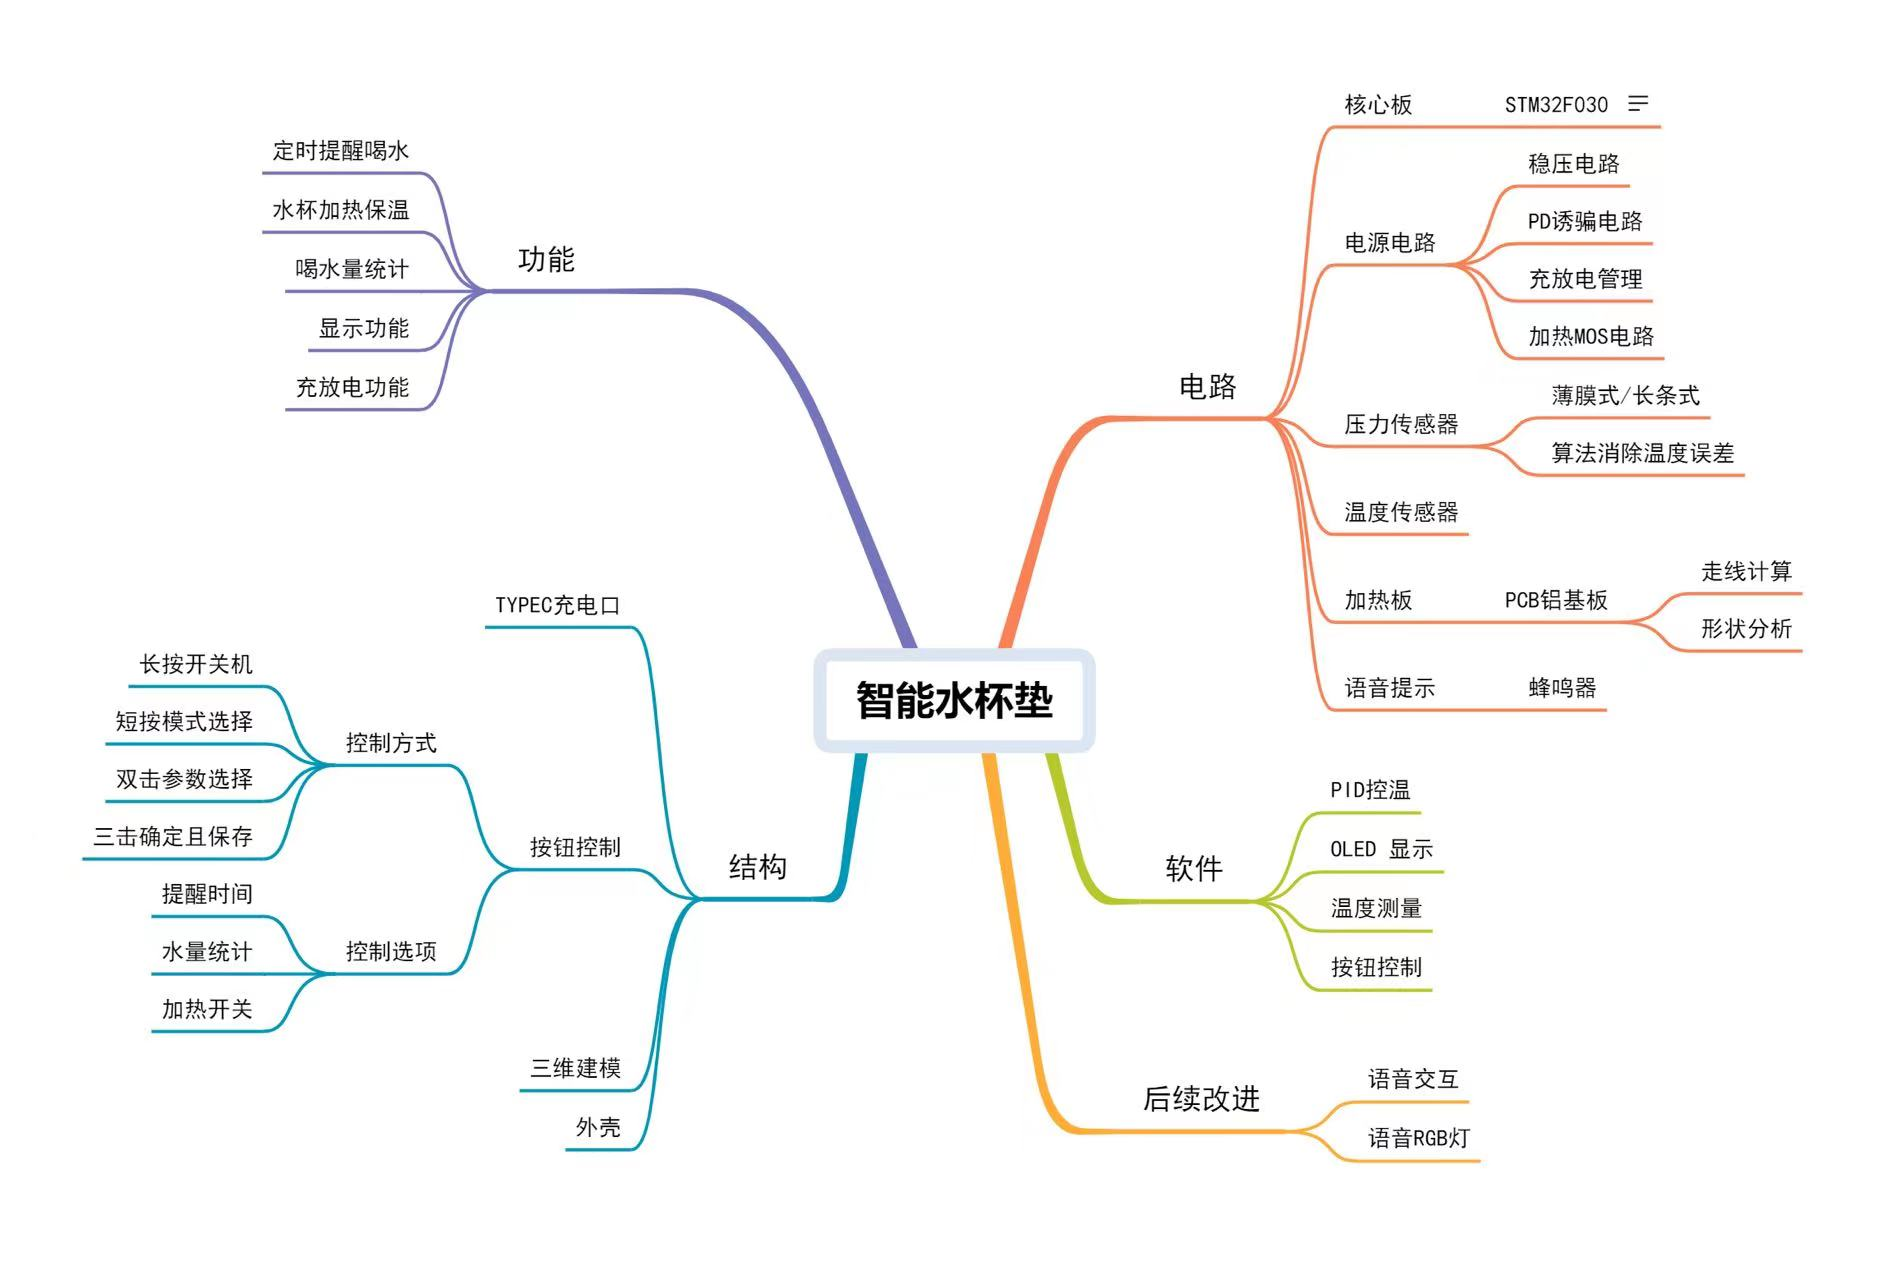 智能水杯垫
功能
定时提醒喝水
水杯加热保温
喝水量统计
显示功能
充放电功能
电路
核心板
STM32F030
电源电路
稳压电路
PD诱骗电路
充放电管理
加热MOS电路
压力传感器
薄膜式/长条式
算法消除温度误差
温度传感器
加热板
PCB铝基板
走线计算
形状分析
语音提示
蜂鸣器
结构
TYPEC充电口
按钮控制
控制方式
长按开关机
短按模式选择
双击参数选择
三击确定且保存
控制选项
提醒时间
水量统计
加热开关
三维建模
外壳
软件
PID控温
OLED 显示
温度测量
按钮控制
后续改进
语音交互
语音RGB灯